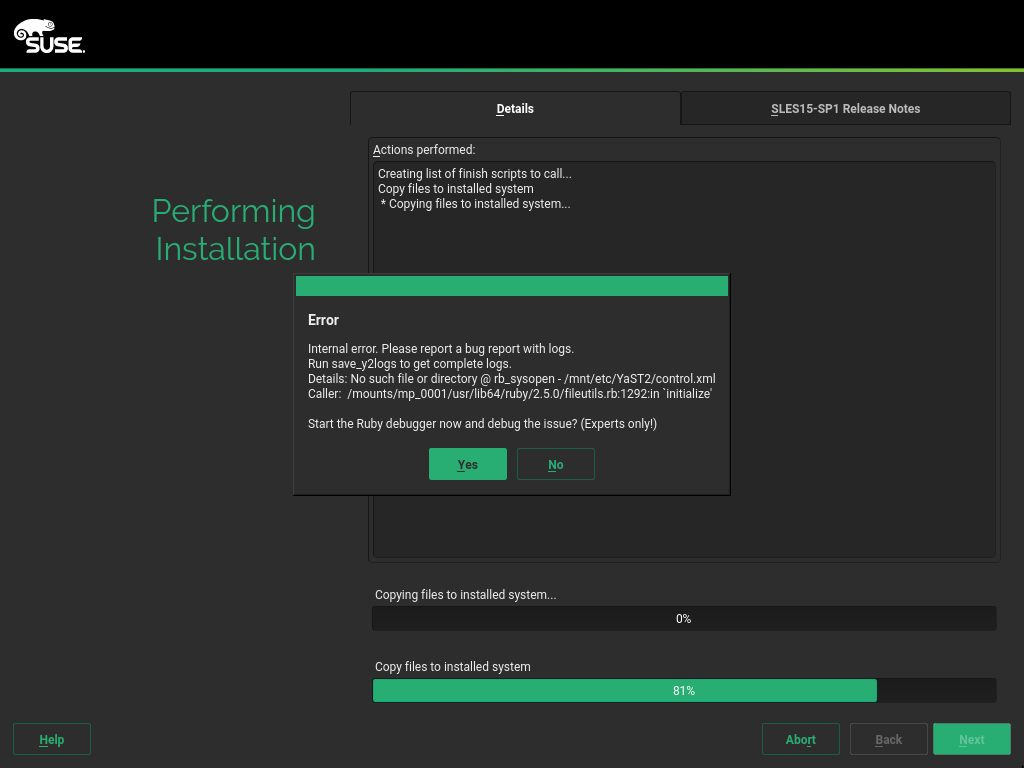 SUSE.
Details
SLES15-SP1 Release Notes
Actions performed:
Creating list of finish scripts to call...
Copy files to installed system
* Copying files to installed system...
Performing
Installation
Error
Internal error. Please report a bug report with logs.
Run save_y2logs to get complete logs.
Details: No such file or directory @ rb_sysopen - /mnt/etc/YaST2/control.xml
Caller:  /mounts/mp_0001/usr/lib64/ruby/2.5.0/fileutils.rb:1292:in `initialize'
Start the Ruby debugger now and debug the issue? (Experts only!)
Yes
No
Copying files to installed system...
0%
Copy files to installed system
81%
Help
Abort
Back
Next